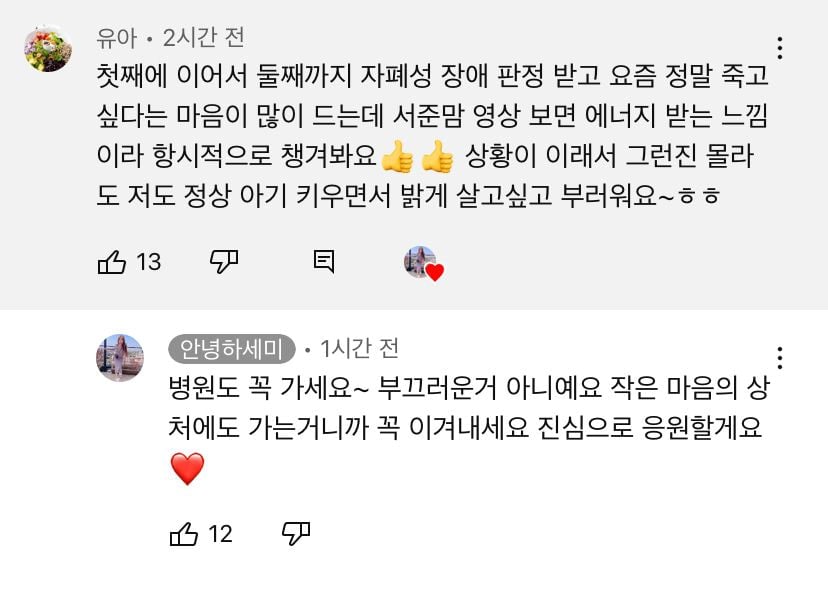 유아 • 2시간 전
첫째에 이어서 둘째까지 자폐성 장애 판정 받고 요즘 정말 죽고
싶다는 마음이 많이 드는데 서준맘 영상 보면 에너지 받는 느낌
이라 항시적으로 챙겨봐요👍👍 상황이 이래서 그런진 몰라
도 저도 정상 아기 키우면서 밝게 살고싶고 부러워요~ㅎㅎ
13
안녕하세미 • 1시간 전
병원도 꼭 가세요~ 부끄러운거 아니예요 작은 마음의 상
처에도 가는거니까 꼭 이겨내세요 진심으로 응원할게요
❤️
12